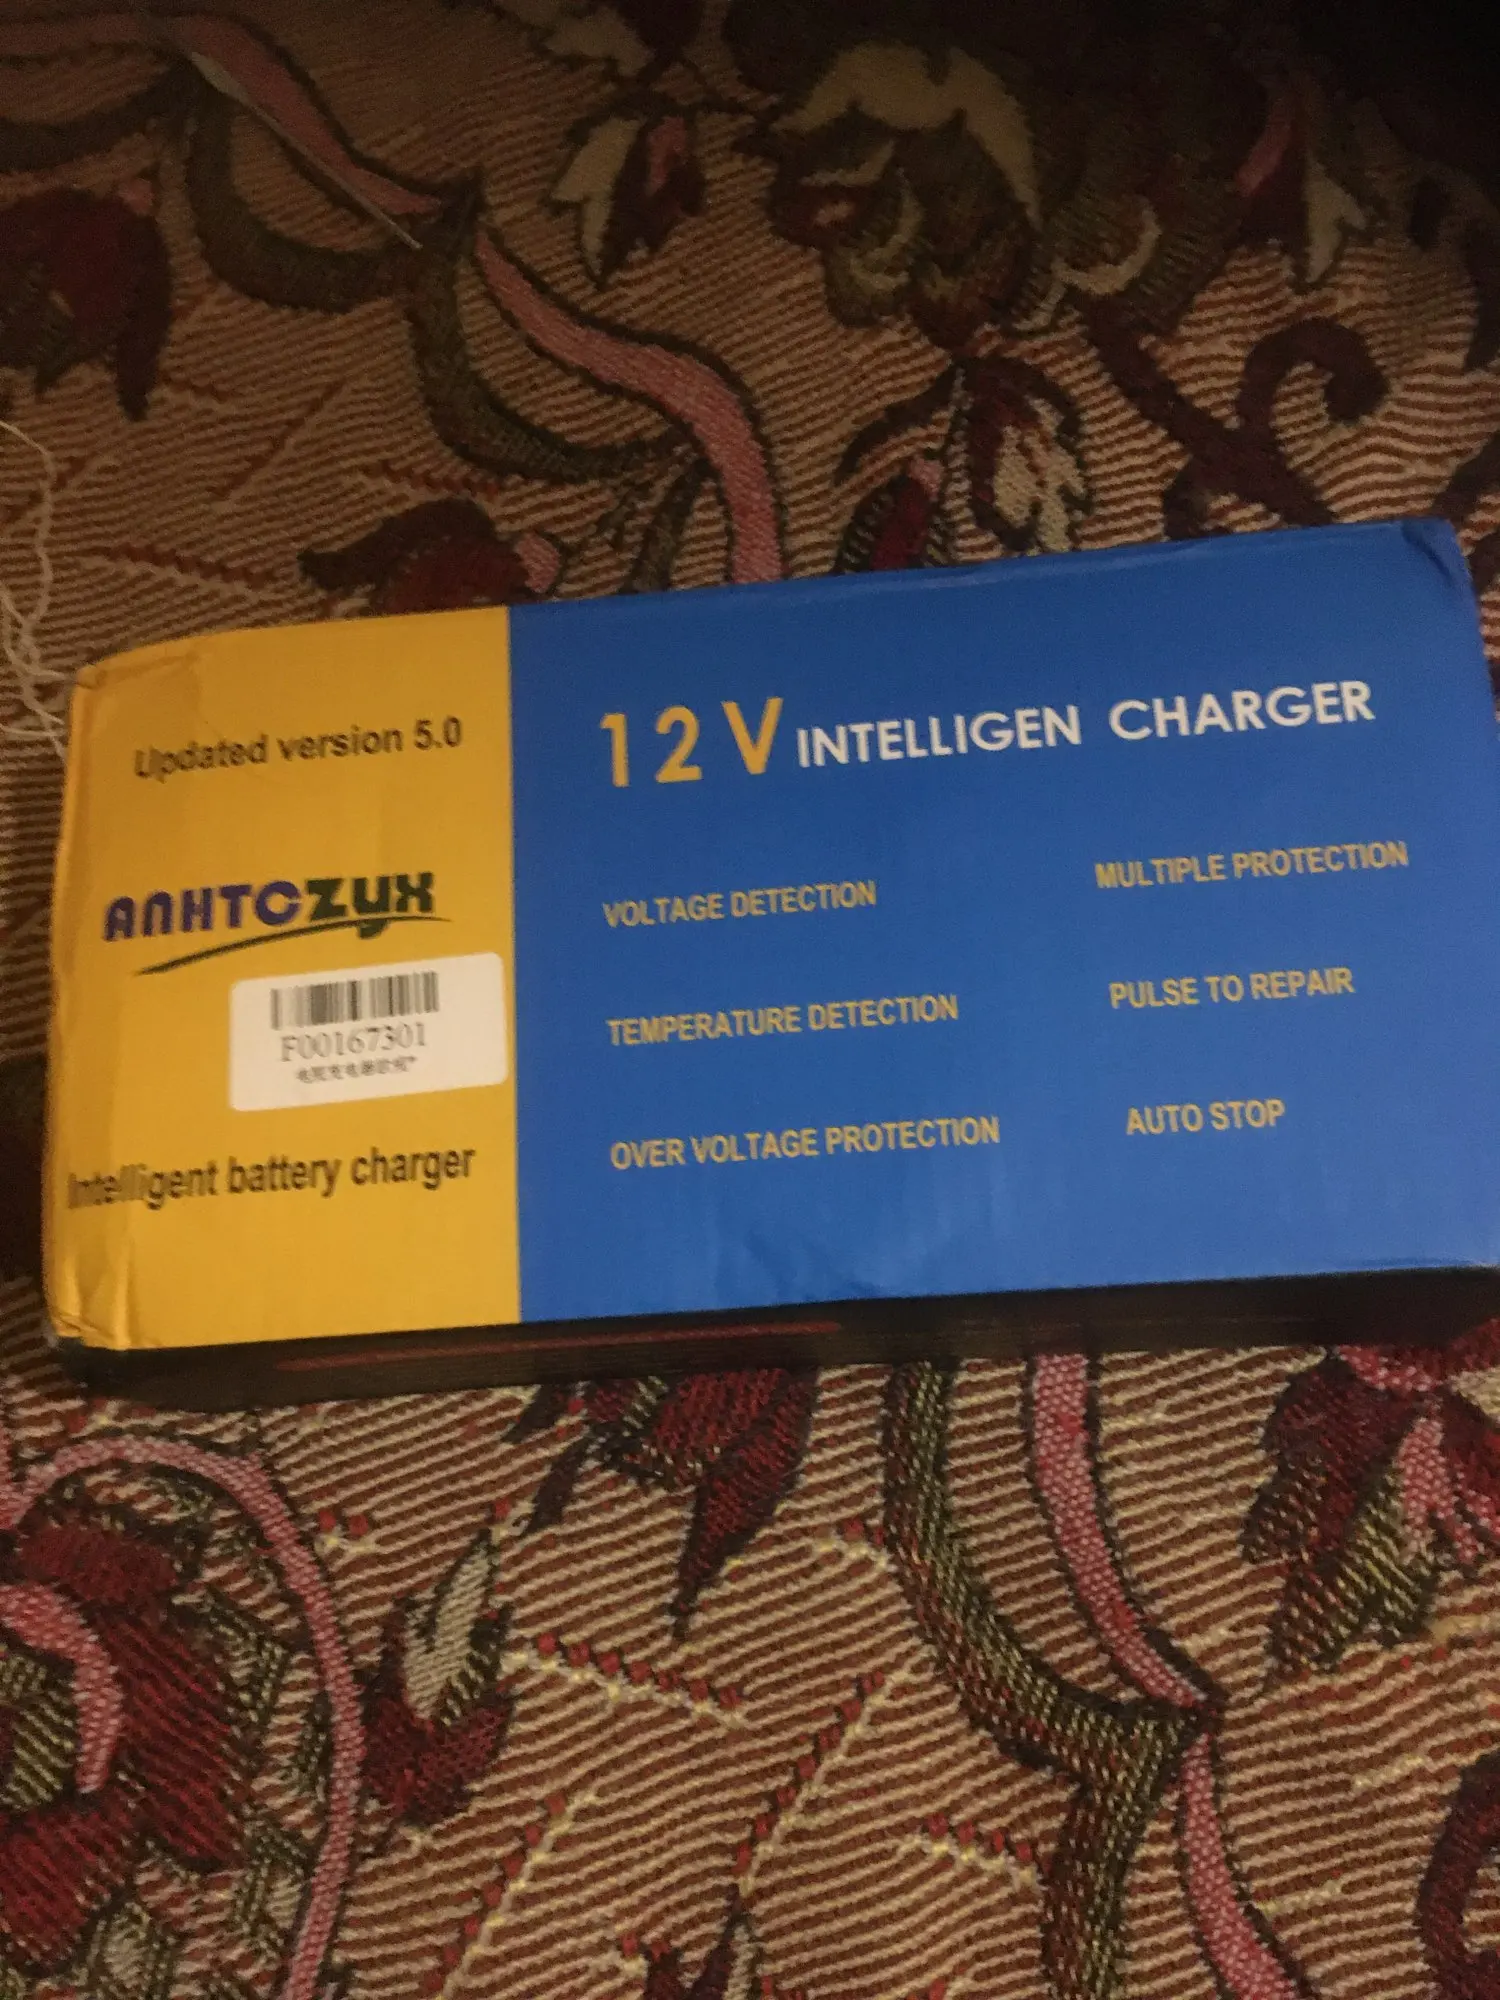 Updated version 5.0
ANHTCZYX
F00167301
Intelligent battery charger
12V INTELLIGEN CHARGER
VOLTAGE DETECTION
MULTIPLE PROTECTION
TEMPERATURE DETECTION
PULSE TO REPAIR
OVER VOLTAGE PROTECTION
AUTO STOP